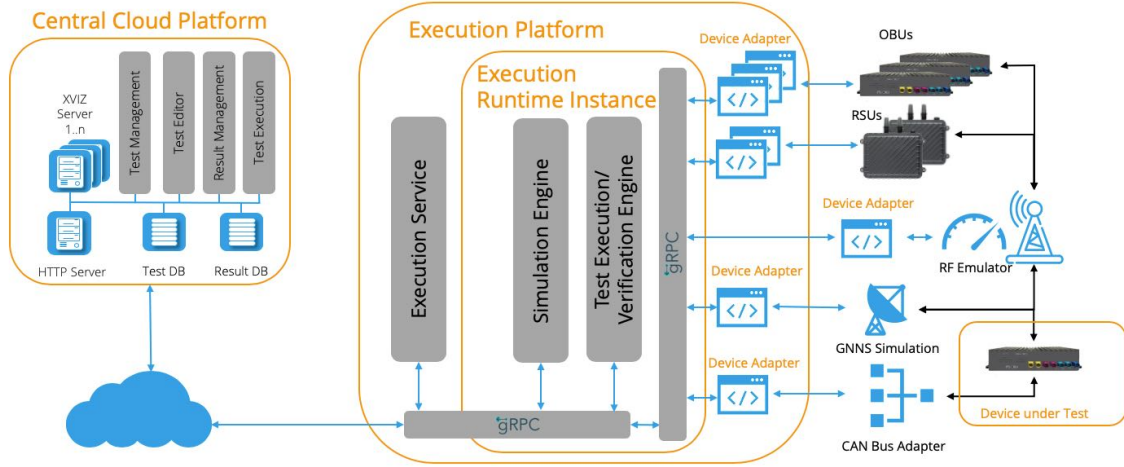 Central Cloud Platform
XVIZ
Server
1..n
Test Management
Test Editor
Result Management
Test Execution
HTTP Server
Test DB
Result DB
Execution Platform
Execution
Runtime Instance
Execution Service
Simulation Engine
Test Execution/
Verification Engine
gRPC
gRPC
Device Adapter
</>
</>
OBUs
RSUs
Device Adapter
</>
RF Emulator
Device Adapter
</>
GNNS Simulation
Device Adapter
</>
CAN Bus Adapter
Device under Test